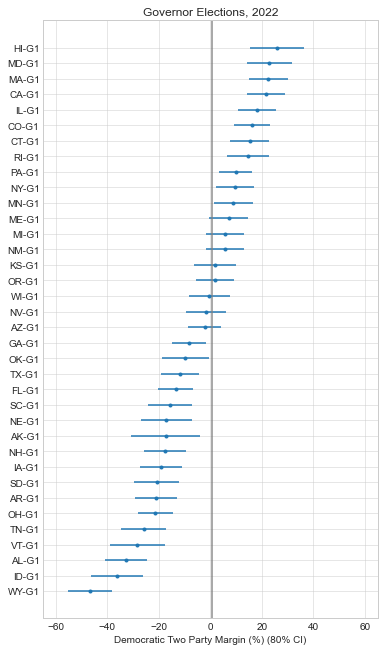 Governor Elections, 2022
HI-G1
MD-G1
MA-G1
CA-G1
IL-G1
CO-G1
CT-G1
RI-G1
PA-G1
NY-G1
MN-G1
ME-G1
MI-G1
NM-G1
KS-G1
OR-G1
WI-G1
NV-G1
AZ-G1
GA-G1
OK-G1
TX-G1
FL-G1
SC-G1
NE-G1
AK-G1
NH-G1
IA-G1
SD-G1
AR-G1
OH-G1
TN-G1
VT-G1
AL-G1
ID-G1
WY-G1
−60 −40 −20 0 20 40 60
Democratic Two Party Margin (%) (80% CI)